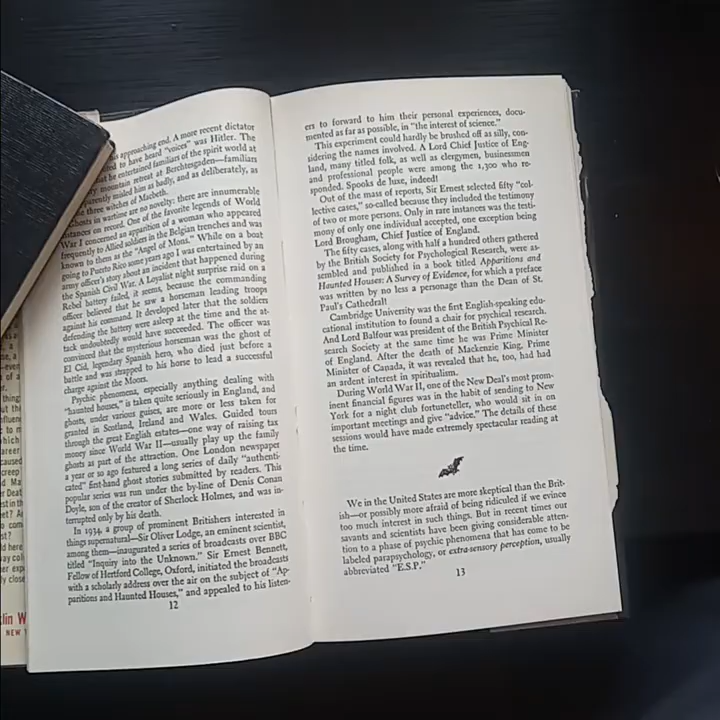 is approaching end. A more recent dictator
to have heard "voices" was Hitler. The
he entertained familiars of the spirit world at
mountain retreat at Berchtesgaden—familiars
parently misled him as badly, and as deliberately, as
three witches of Macbeth.
Ghosts in wartime are no novelty: there are innumerable
instances on record. One of the favorite legends of World
War I concerned an apparition of a woman who appeared
frequently to Allied soldiers in the Belgian trenches and was
known to them as the "Angel of Mons." While on a boat
going to Puerto Rico some years ago I was entertained by an
army officer's story about an incident that happened during
the Spanish Civil War. A Loyalist night surprise raid on a
Rebel battery failed, it seems, because the commanding
officer believed that he saw a horseman leading troops
against his command. It developed later that the soldiers
defending the battery were asleep at the time and the at-
tack undoubtedly would have succeeded. The officer was
convinced that the mysterious horseman was the ghost of
El Cid, legendary Spanish hero, who died just before a
battle and was strapped to his horse to lead a successful
charge against the Moors.
Psychic phenomena, especially anything dealing with
"haunted houses," is taken quite seriously in England, and
ghosts, under various guises, are more or less taken for
granted in Scotland, Ireland and Wales. Guided tours
through the great English estates—one way of raising tax
money since World War II—usually play up the family
ghosts as part of the attraction. One London newspaper
a year or so ago featured a long series of daily "authenti-
cated" first-hand ghost stories submitted by readers. This
popular series was run under the by-line of Denis Conan
Doyle, son of the creator of Sherlock Holmes, and was in-
terrupted only by his death.
In 1934, a group of prominent Britishers interested in
things supernatural—Sir Oliver Lodge, an eminent scientist,
among them—inaugurated a series of broadcasts over BBC
titled "Inquiry into the Unknown." Sir Ernest Bennett,
Fellow of Hertford College, Oxford, initiated the broadcasts
with a scholarly address over the air on the subject of "Ap-
paritions and Haunted Houses," and appealed to his listen-
12
ers to forward to him their personal experiences, docu-
mented as far as possible, in "the interest of science."
This experiment could hardly be brushed off as silly, con-
sidering the names involved. A Lord Chief Justice of Eng-
land, many titled folk, as well as clergymen, businessmen
and professional people were among the 1,300 who re-
sponded. Spooks de luxe, indeed!
Out of the mass of reports, Sir Ernest selected fifty "col-
lective cases," so-called because they included the testimony
of two or more persons. Only in rare instances was the testi-
mony of only one individual accepted, one exception being
Lord Brougham, Chief Justice of England.
The fifty cases, along with half a hundred others gathered
by the British Society for Psychological Research, were as-
sembled and published in a book titled Apparitions and
Haunted Houses: A Survey of Evidence, for which a preface
was written by no less a personage than the Dean of St.
Paul's Cathedral!
Cambridge University was the first English-speaking edu-
cational institution to found a chair for psychical research.
And Lord Balfour was president of the British Psychical Re-
search Society at the same time he was Prime Minister
of England. After the death of Mackenzie King, Prime
Minister of Canada, it was revealed that he, too, had had
an ardent interest in spiritualism.
During World War II, one of the New Deal's most prom-
inent financial figures was in the habit of sending to New
York for a night club fortuneteller, who would sit in on
important meetings and give "advice." The details of these
sessions would have made extremely spectacular reading at
the time.
We in the United States are more skeptical than the Brit-
ish—or possibly more afraid of being ridiculed if we evince
too much interest in such things. But in recent times our
savants and scientists have been giving considerable atten-
tion to a phase of psychic phenomena that has come to be
labeled parapsychology, or extra-sensory perception, usually
abbreviated "E.S.P."
13